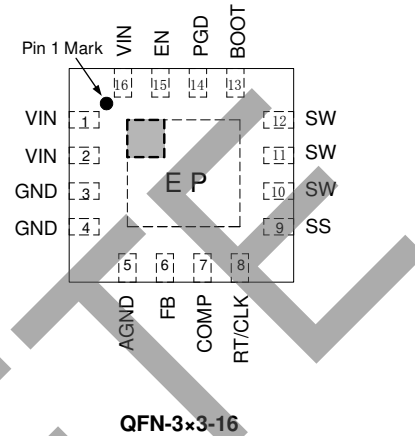 VIN EN PGD BOOT
Pin 1 Mark
16 15 14 13
VIN 1 12 SW
VIN 2 11 SW
GND 3 10 SW
GND 4 9 SS
EP
5 6 7 8
AGND FB COMP RT/CLK
QFN-3×3-16